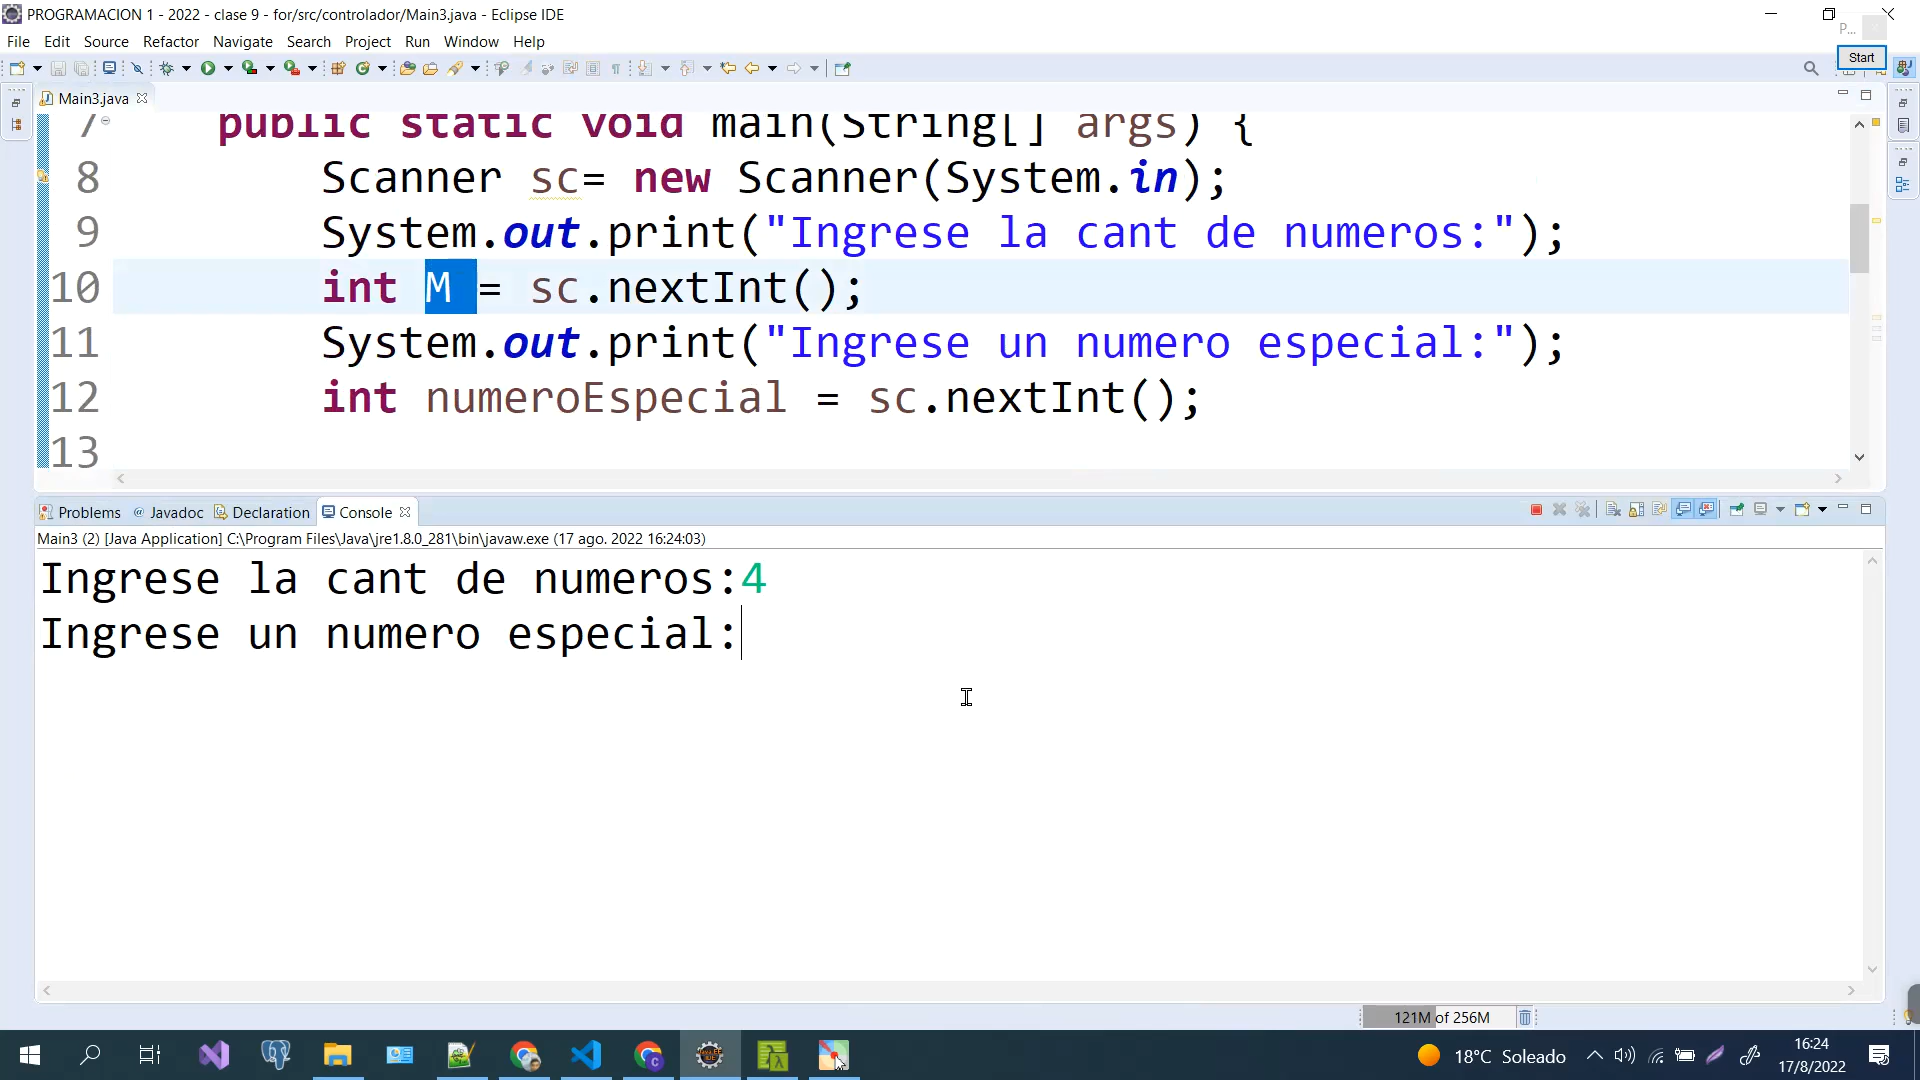 PROGRAMACION 1 - 2022 - clase 9 - for/src/controlador/Main3.java - Eclipse IDE
P...
File Edit Source Refactor Navigate Search Project Run Window Help
Start
Main3.java
7 public static void main(String[] args) {
8 Scanner sc= new Scanner(System.in);
9 System.out.print("Ingrese la cant de numeros:");
10 int M = sc.nextInt();
11 System.out.print("Ingrese un numero especial:");
12 int numeroEspecial = sc.nextInt();
13
Problems @ Javadoc Declaration Console
Main3 (2) [Java Application] C:\Program Files\Java\jre1.8.0_281\bin\javaw.exe (17 ago. 2022 16:24:03)
Ingrese la cant de numeros:4
Ingrese un numero especial:
121M of 256M
18°C Soleado
16:24
17/8/2022